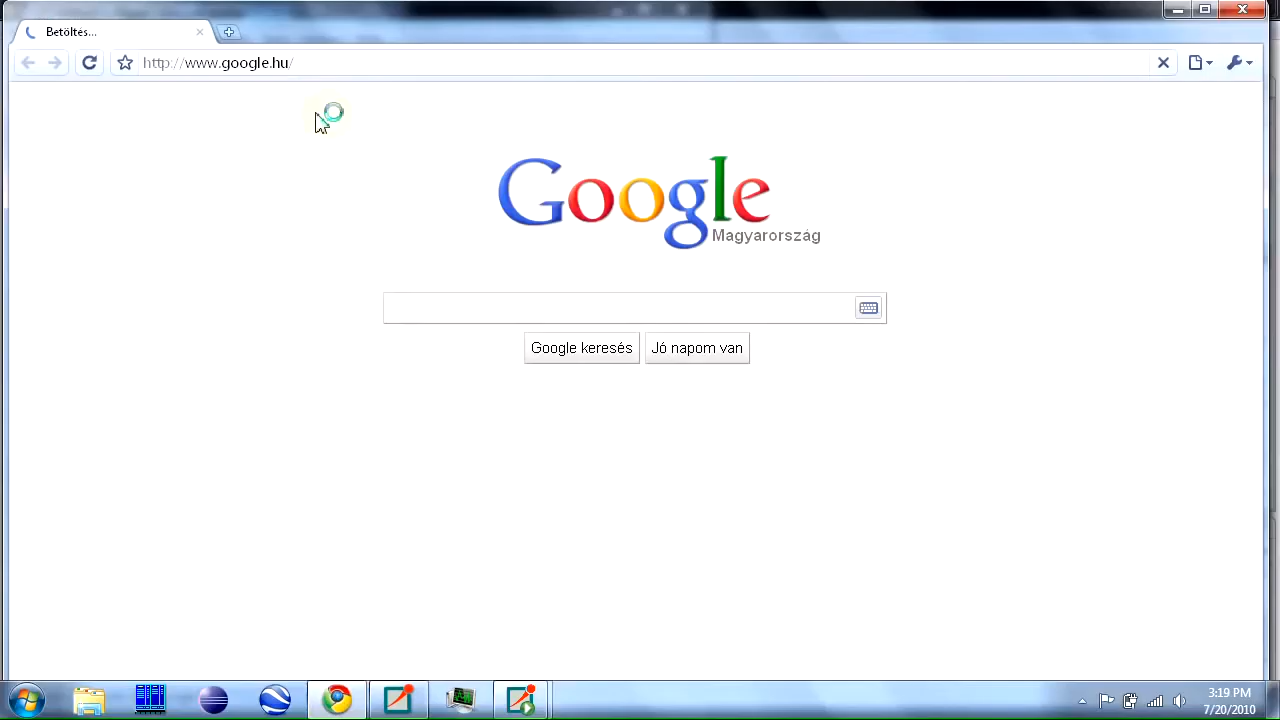 Betöltés...
http://www.google.hu/
Google
Magyarország
Google keresés
Jó napom van
3:19 PM
7/20/2010